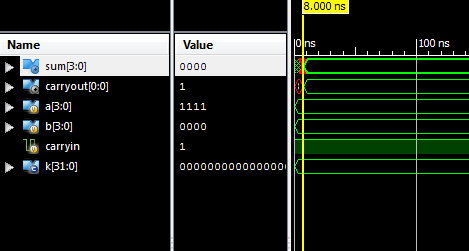 8.000 ns
Name Value 0 ns 100 ns
sum[3:0] 0000
carryout[0:0] 1
a[3:0] 1111
b[3:0] 0000
carryin 1
k[31:0] 0000000000000000